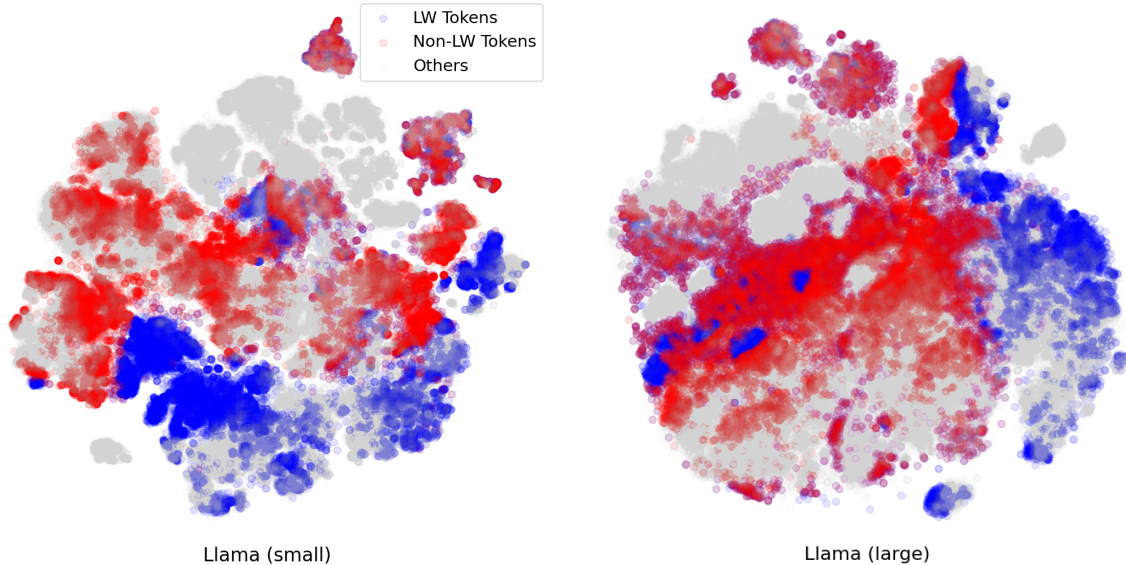 LW Tokens
Non-LW Tokens
Others
Llama (small)
Llama (large)